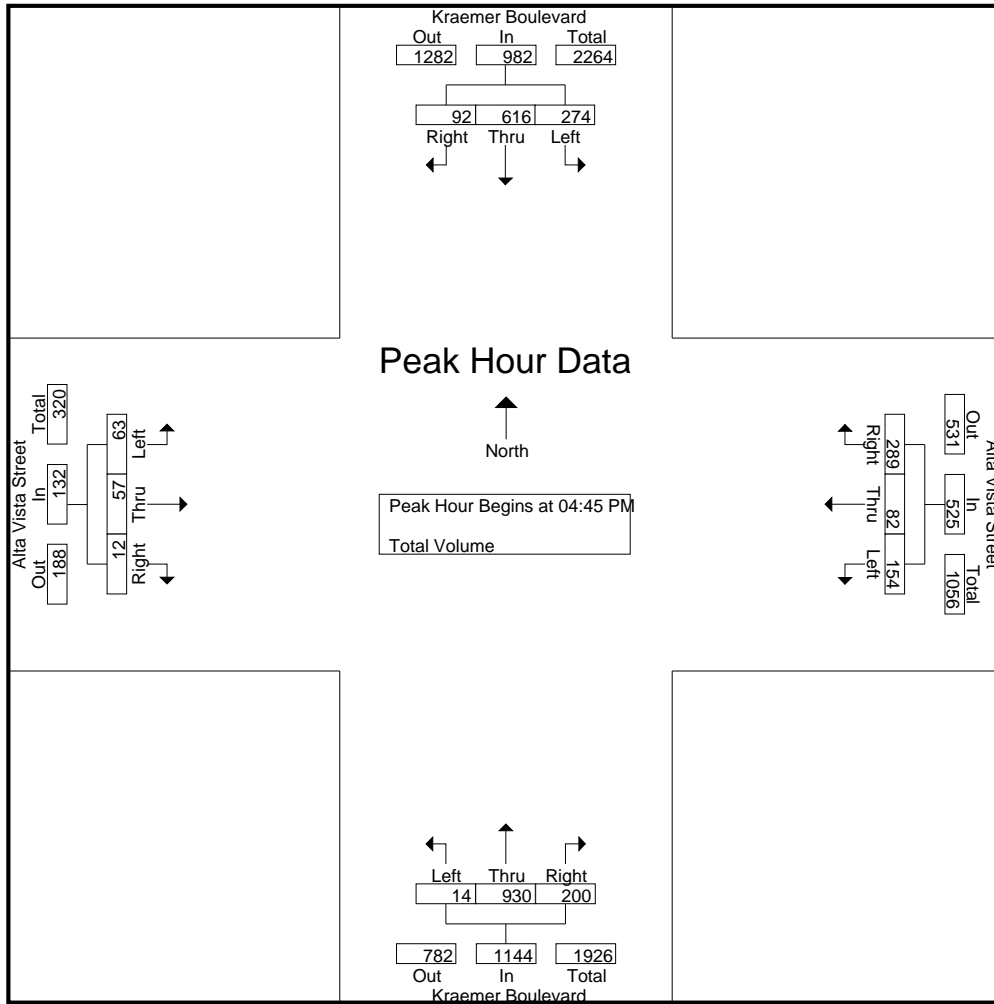 Kraemer Boulevard
Out In Total
1282 982 2264
92 616 274
Right Thru Left
Peak Hour Data
North
Peak Hour Begins at 04:45 PM
Total Volume
Alta Vista Street
Total In Out
320 132 188
63 57 12
Left Thru Right
Alta Vista Street
Out In Total
531 525 1056
289 82 154
Right Thru Left
Left Thru Right
14 930 200
782 1144 1926
Out In Total
Kraemer Boulevard